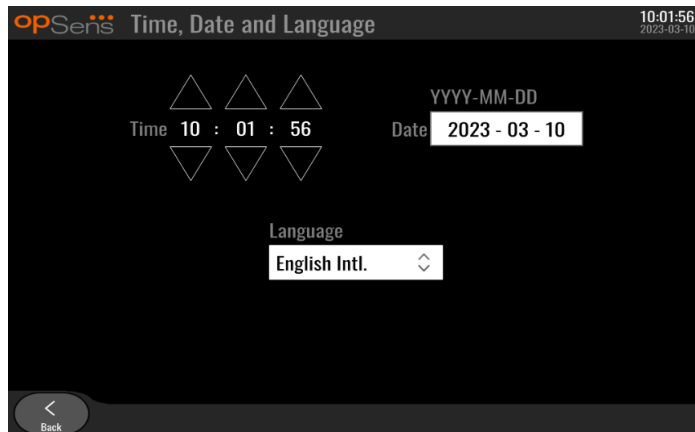 opSens Time, Date and Language
10:01:56
2023-03-10
YYYY-MM-DD
Time 10 : 01 : 56
Date 2023 - 03 - 10
Language
English Intl.
Back